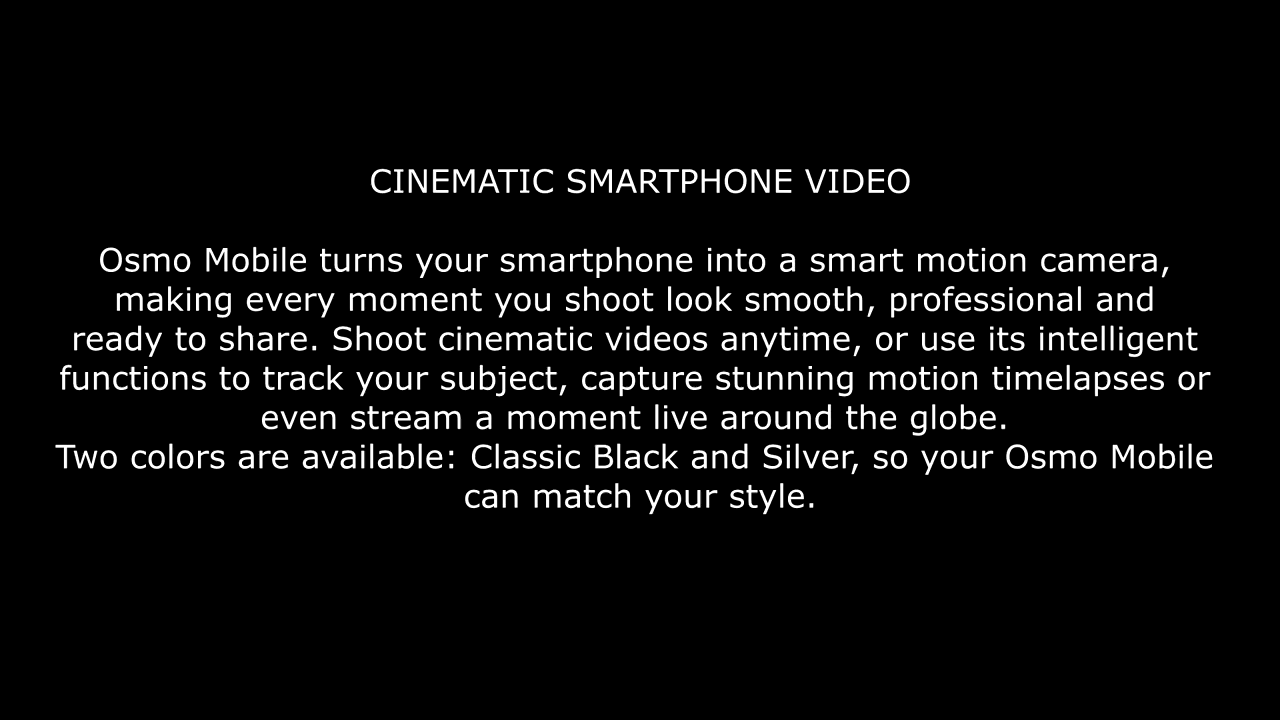 CINEMATIC SMARTPHONE VIDEO
Osmo Mobile turns your smartphone into a smart motion camera,
making every moment you shoot look smooth, professional and
ready to share. Shoot cinematic videos anytime, or use its intelligent
functions to track your subject, capture stunning motion timelapses or
even stream a moment live around the globe.
Two colors are available: Classic Black and Silver, so your Osmo Mobile
can match your style.